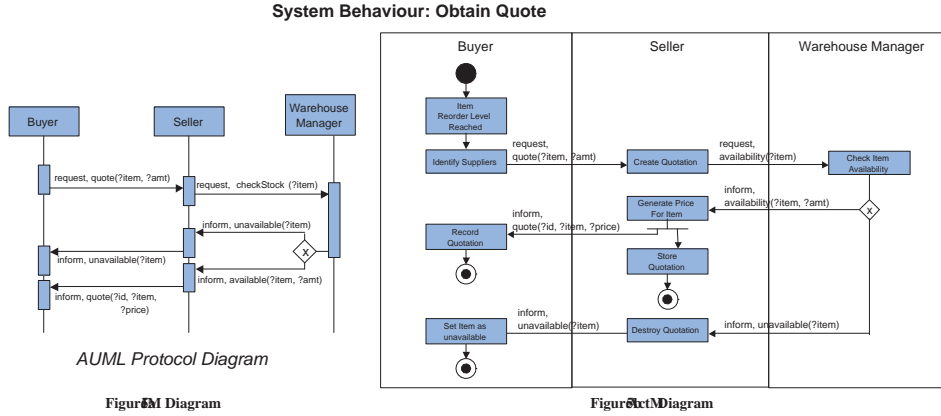 System Behaviour: Obtain Quote
Buyer
Seller
Warehouse
Manager
request, quote(?item, ?amt)
request, checkStock (?item)
inform, unavailable(?item)
x
inform, unavailable(?item)
inform, available(?item, ?amt)
inform, quote(?id, ?item,
?price)
AUML Protocol Diagram
Diagram
Buyer
Seller
Warehouse Manager
Item
Reorder Level
Reached
Identify Suppliers
request,
quote(?item, ?amt)
Create Quotation
request,
availability(?item)
Check Item
Availability
inform,
availability(?item, ?amt)
x
Generate Price
For Item
inform,
quote(?id, ?item, ?price)
Record
Quotation
Store
Quotation
Set Item as
unavailable
inform,
unavailable(?item)
Destroy Quotation
inform, unavailable(?item)
Diagram